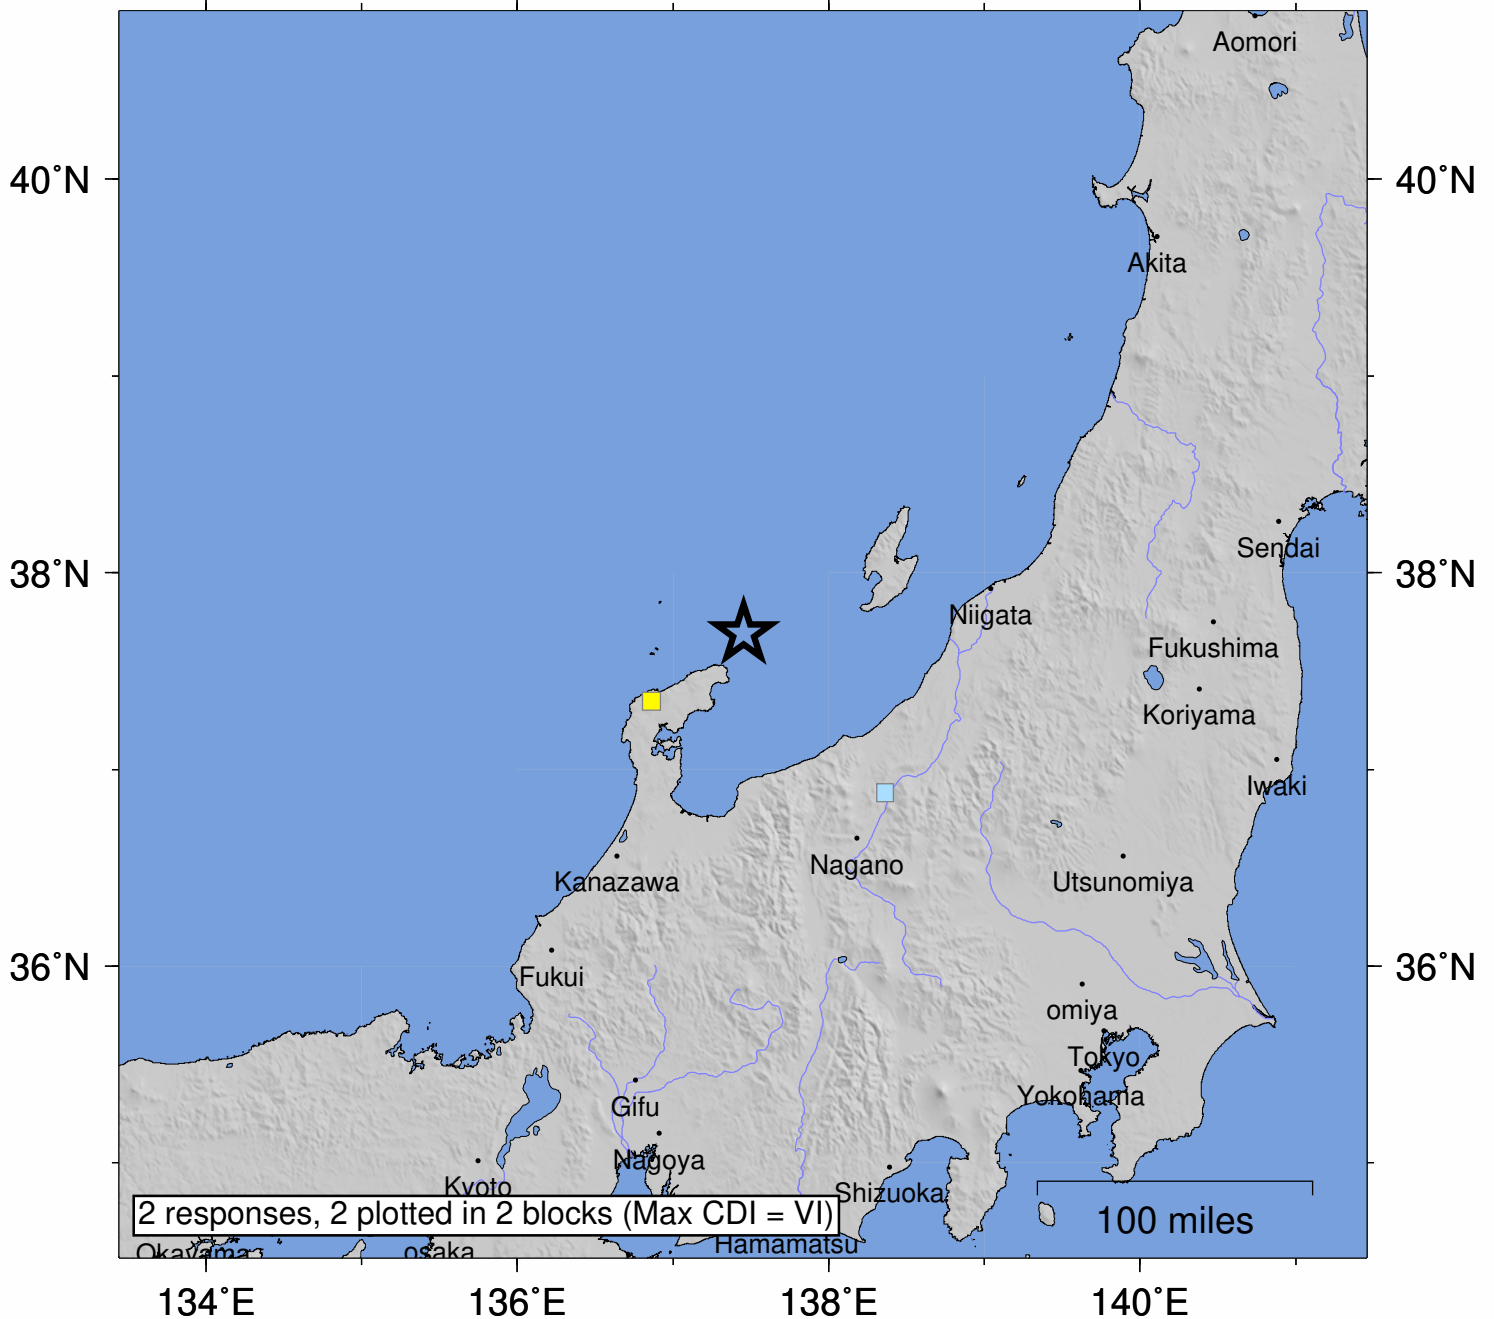 Aomori
40°N
40°N
Akita
38°N
38°N
Sendai
Niigata
Fukushima
Koriyama
Iwaki
Nagano
Kanazawa
Utsunomiya
36°N
36°N
Fukui
omiya
Tokyo
Yokohama
Gifu
Nagoya
Kyoto
Shizuoka
2 responses, 2 plotted in 2 blocks (Max CDI = VI)
100 miles
Okayama
osaka
Hamamatsu
134°E
136°E
138°E
140°E